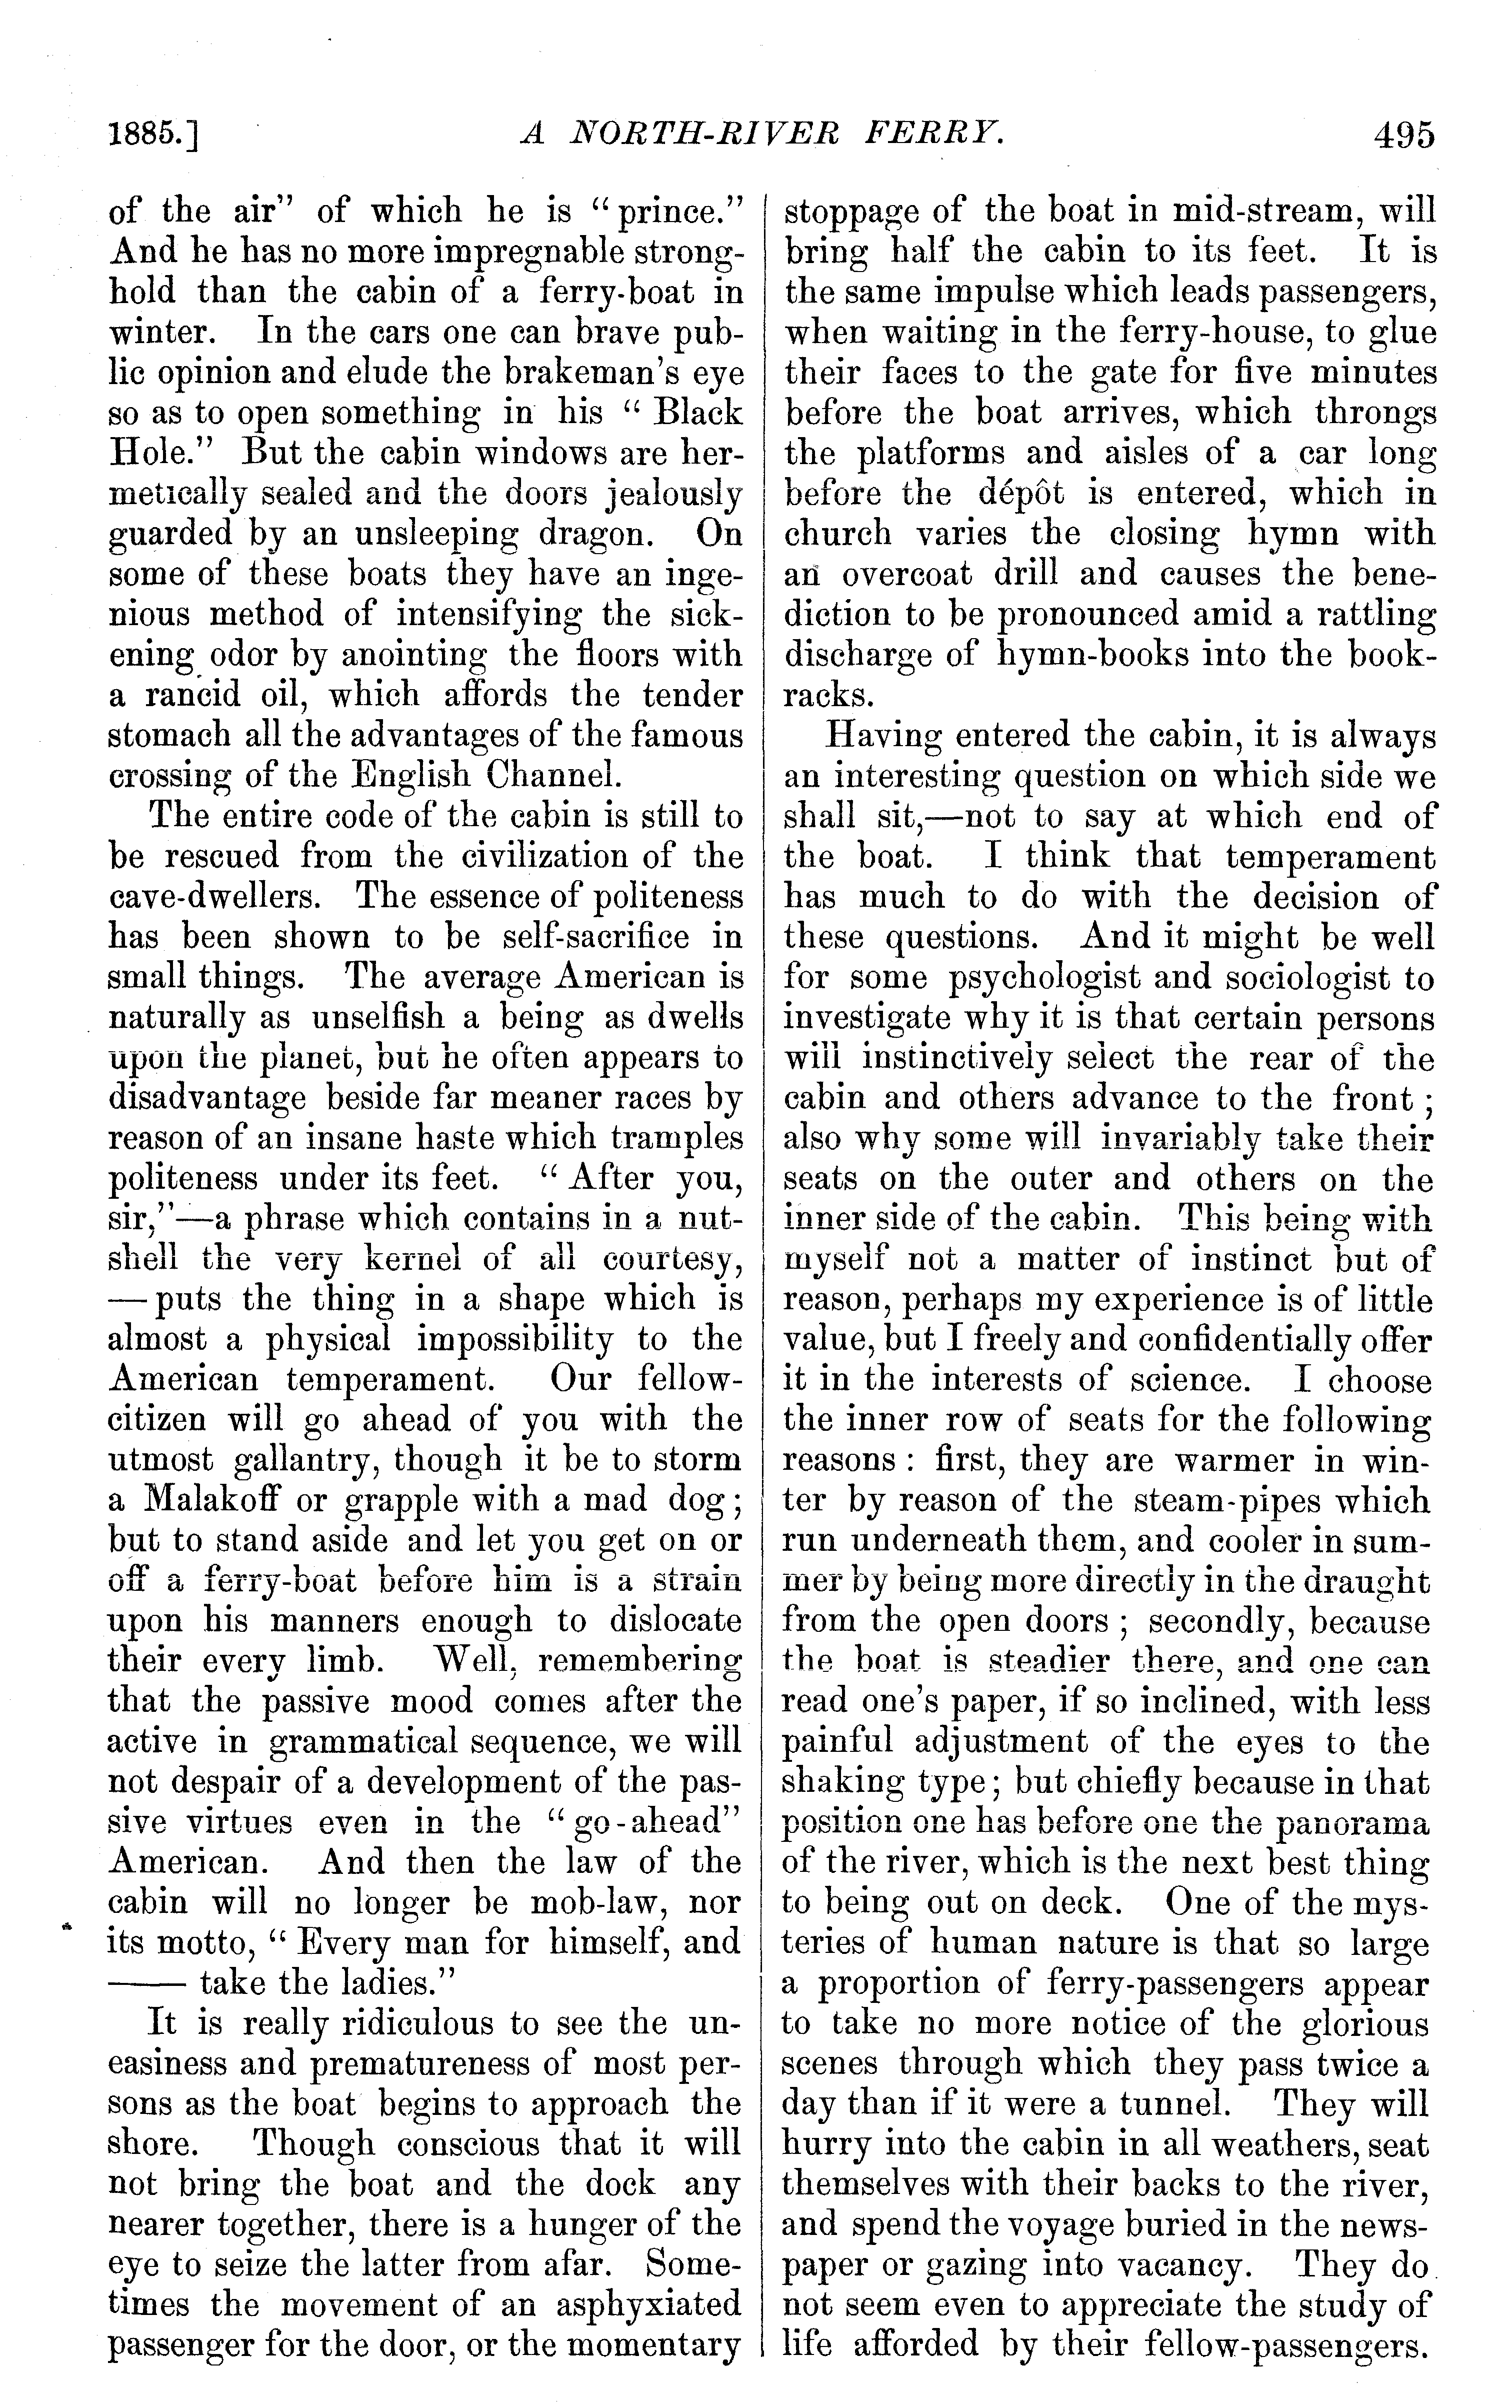 1885.] A NORTH-RIVER FERRY. 495
of the air" of which he is "prince."
And he has no more impregnable strong-
hold than the cabin of a ferry-boat in
winter. In the cars one can brave pub-
lic opinion and elude the brakeman's eye
so as to open something in his "Black
Hole." But the cabin windows are her-
metically sealed and the doors jealously
guarded by an unsleeping dragon. On
some of these boats they have an inge-
nious method of intensifying the sick-
ening odor by anointing the floors with
a rancid oil, which affords the tender
stomach all the advantages of the famous
crossing of the English Channel.
The entire code of the cabin is still to
be rescued from the civilization of the
cave-dwellers. The essence of politeness
has been shown to be self-sacrifice in
small things. The average American is
naturally as unselfish a being as dwells
upon the planet, but he often appears to
disadvantage beside far meaner races by
reason of an insane haste which tramples
politeness under its feet. "After you,
sir,"—a phrase which contains in a nut-
shell the very kernel of all courtesy,
—puts the thing in a shape which is
almost a physical impossibility to the
American temperament. Our fellow-
citizen will go ahead of you with the
utmost gallantry, though it be to storm
a Malakoff or grapple with a mad dog;
but to stand aside and let you get on or
off a ferry-boat before him is a strain
upon his manners enough to dislocate
their every limb. Well, remembering
that the passive mood comes after the
active in grammatical sequence, we will
not despair of a development of the pas-
sive virtues even in the "go-ahead"
American. And then the law of the
cabin will no longer be mob-law, nor
its motto, "Every man for himself, and
—— take the ladies."
It is really ridiculous to see the un-
easiness and prematureness of most per-
sons as the boat begins to approach the
shore. Though conscious that it will
not bring the boat and the dock any
nearer together, there is a hunger of the
eye to seize the latter from afar. Some-
times the movement of an asphyxiated
passenger for the door, or the momentary
stoppage of the boat in mid-stream, will
bring half the cabin to its feet. It is
the same impulse which leads passengers,
when waiting in the ferry-house, to glue
their faces to the gate for five minutes
before the boat arrives, which throngs
the platforms and aisles of a car long
before the dépôt is entered, which in
church varies the closing hymn with
an overcoat drill and causes the bene-
diction to be pronounced amid a rattling
discharge of hymn-books into the book-
racks.
Having entered the cabin, it is always
an interesting question on which side we
shall sit,—not to say at which end of
the boat. I think that temperament
has much to do with the decision of
these questions. And it might be well
for some psychologist and sociologist to
investigate why it is that certain persons
will instinctively select the rear of the
cabin and others advance to the front;
also why some will invariably take their
seats on the outer and others on the
inner side of the cabin. This being with
myself not a matter of instinct but of
reason, perhaps my experience is of little
value, but I freely and confidentially offer
it in the interests of science. I choose
the inner row of seats for the following
reasons: first, they are warmer in win-
ter by reason of the steam-pipes which
run underneath them, and cooler in sum-
mer by being more directly in the draught
from the open doors; secondly, because
the boat is steadier there, and one can
read one's paper, if so inclined, with less
painful adjustment of the eyes to the
shaking type; but chiefly because in that
position one has before one the panorama
of the river, which is the next best thing
to being out on deck. One of the mys-
teries of human nature is that so large
a proportion of ferry-passengers appear
to take no more notice of the glorious
scenes through which they pass twice a
day than if it were a tunnel. They will
hurry into the cabin in all weathers, seat
themselves with their backs to the river,
and spend the voyage buried in the news-
paper or gazing into vacancy. They do
not seem even to appreciate the study of
life afforded by their fellow-passengers.